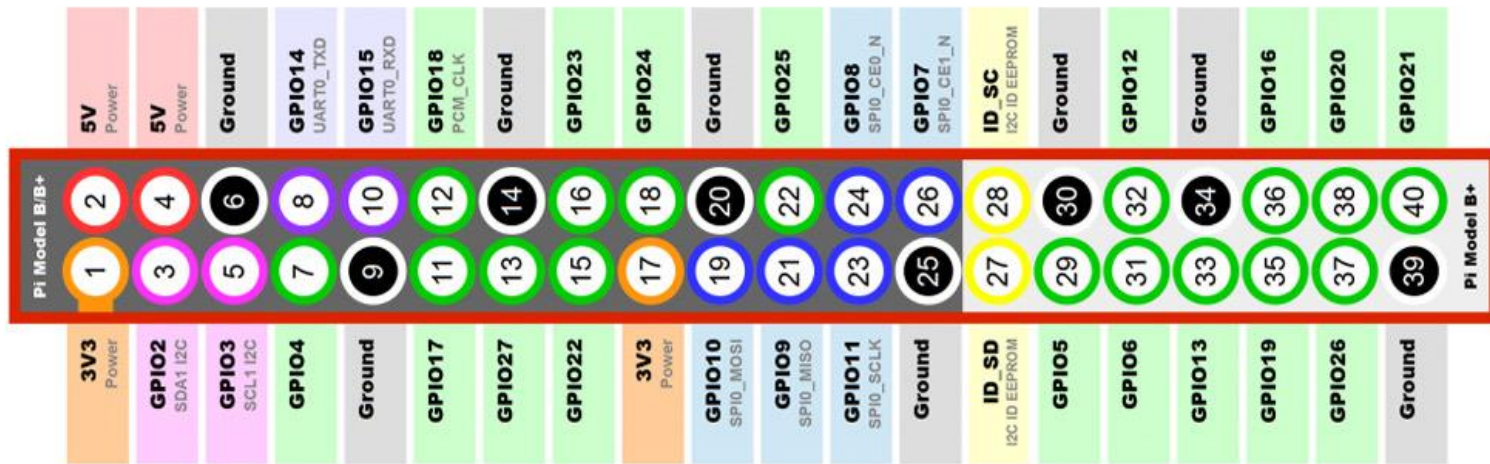 5V
Power
5V
Power
Ground
GPIO14
UART0_TXD
GPIO15
UART0_RXD
GPIO18
PCM_CLK
Ground
GPIO23
GPIO24
Ground
GPIO25
GPIO8
SPI0_CE0_N
GPIO7
SPI0_CE1_N
ID_SC
I2C ID EEPROM
Ground
GPIO12
Ground
GPIO16
GPIO20
GPIO21
Pi Model B/B+
2 4 6 8 10 12 14 16 18 20 22 24 26 28 30 32 34 36 38 40
1 3 5 7 9 11 13 15 17 19 21 23 25 27 29 31 33 35 37 39
Pi Model B+
3V3
Power
GPIO2
SDA1 I2C
GPIO3
SCL1 I2C
GPIO4
Ground
GPIO17
GPIO27
GPIO22
3V3
Power
GPIO10
SPI0_MOSI
GPIO9
SPI0_MISO
GPIO11
SPI0_SCLK
Ground
ID_SD
I2C ID EEPROM
GPIO5
GPIO6
GPIO13
GPIO19
GPIO26
Ground